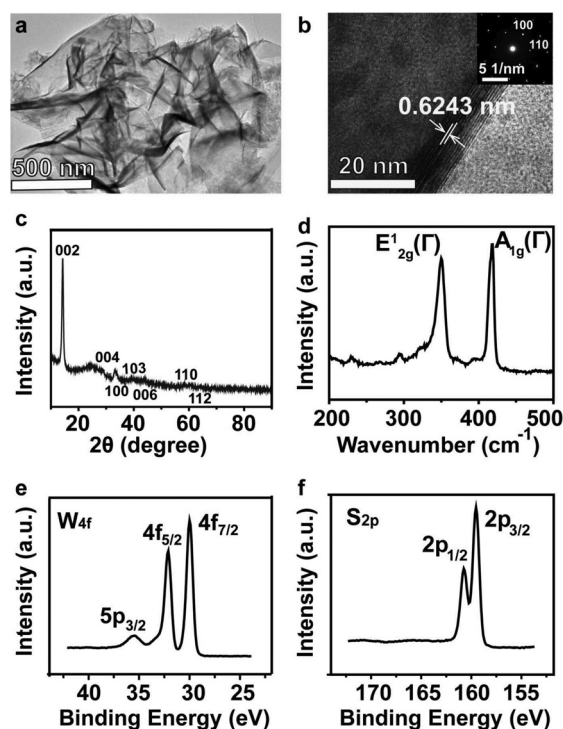 a
500 nm
b
100
110
5 1/nm
0.6243 nm
20 nm
c
002
004
103
110
100
006
112
20
40
60
80
Intensity (a.u.)
2θ (degree)
d
E¹2g(Γ)
A1g(Γ)
200
300
400
500
Intensity (a.u.)
Wavenumber (cm⁻¹)
e
W4f
4f5/2
4f7/2
5p3/2
40
35
30
25
Intensity (a.u.)
Binding Energy (eV)
f
S2p
2p3/2
2p1/2
170
165
160
155
Intensity (a.u.)
Binding Energy (eV)